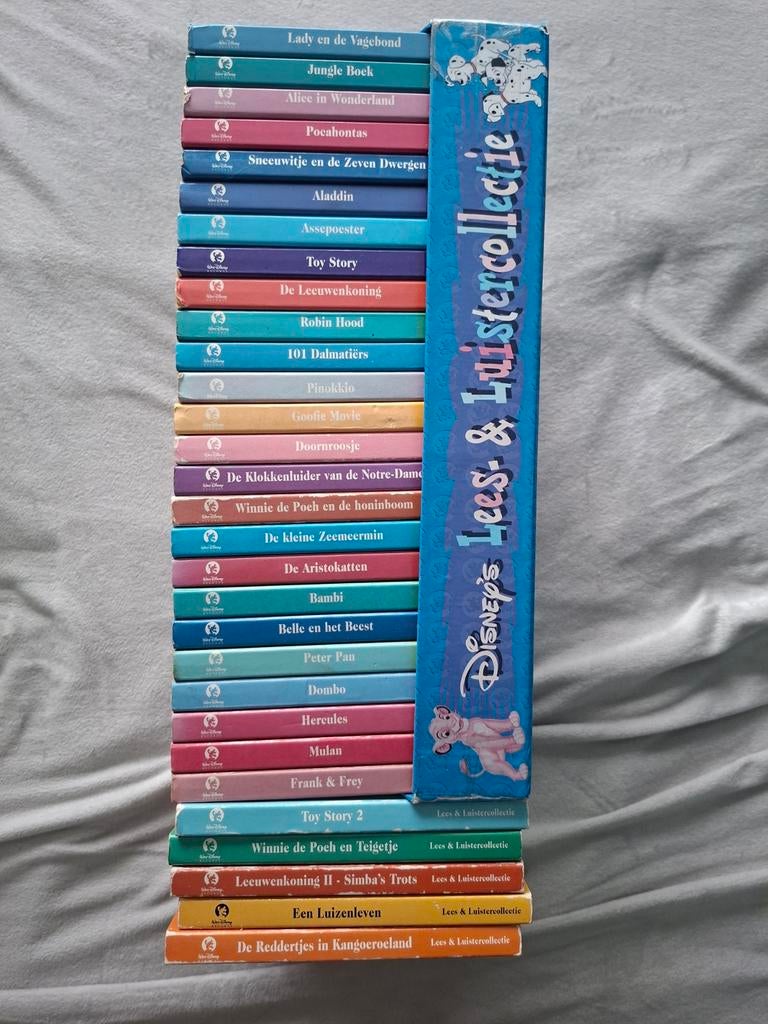 Lady en de Vagebond
Jungle Boek
Alice in Wonderland
Pocahontas
Sneeuwitje en de Zeven Dwergen
Aladdin
Assepoester
Toy Story
De Leeuwenkoning
Robin Hood
101 Dalmatiërs
Pinokkio
Goofie Movie
Doornroosje
De Klokkenluider van de Notre-Dame
Winnie de Poeh en de honinboom
De kleine Zeemeermin
De Aristokatten
Bambi
Belle en het Beest
Peter Pan
Dombo
Hercules
Mulan
Frank & Frey
Toy Story 2 Lees & Luistercollectie
Winnie de Poeh en Teigetje Lees & Luistercollectie
Leeuwenkoning II - Simba's Trots Lees & Luistercollectie
Een Luizenleven Lees & Luistercollectie
De Reddertjes in Kangoeroeland Lees & Luistercollectie
DISNEY'S Lees- & Luistercollectie